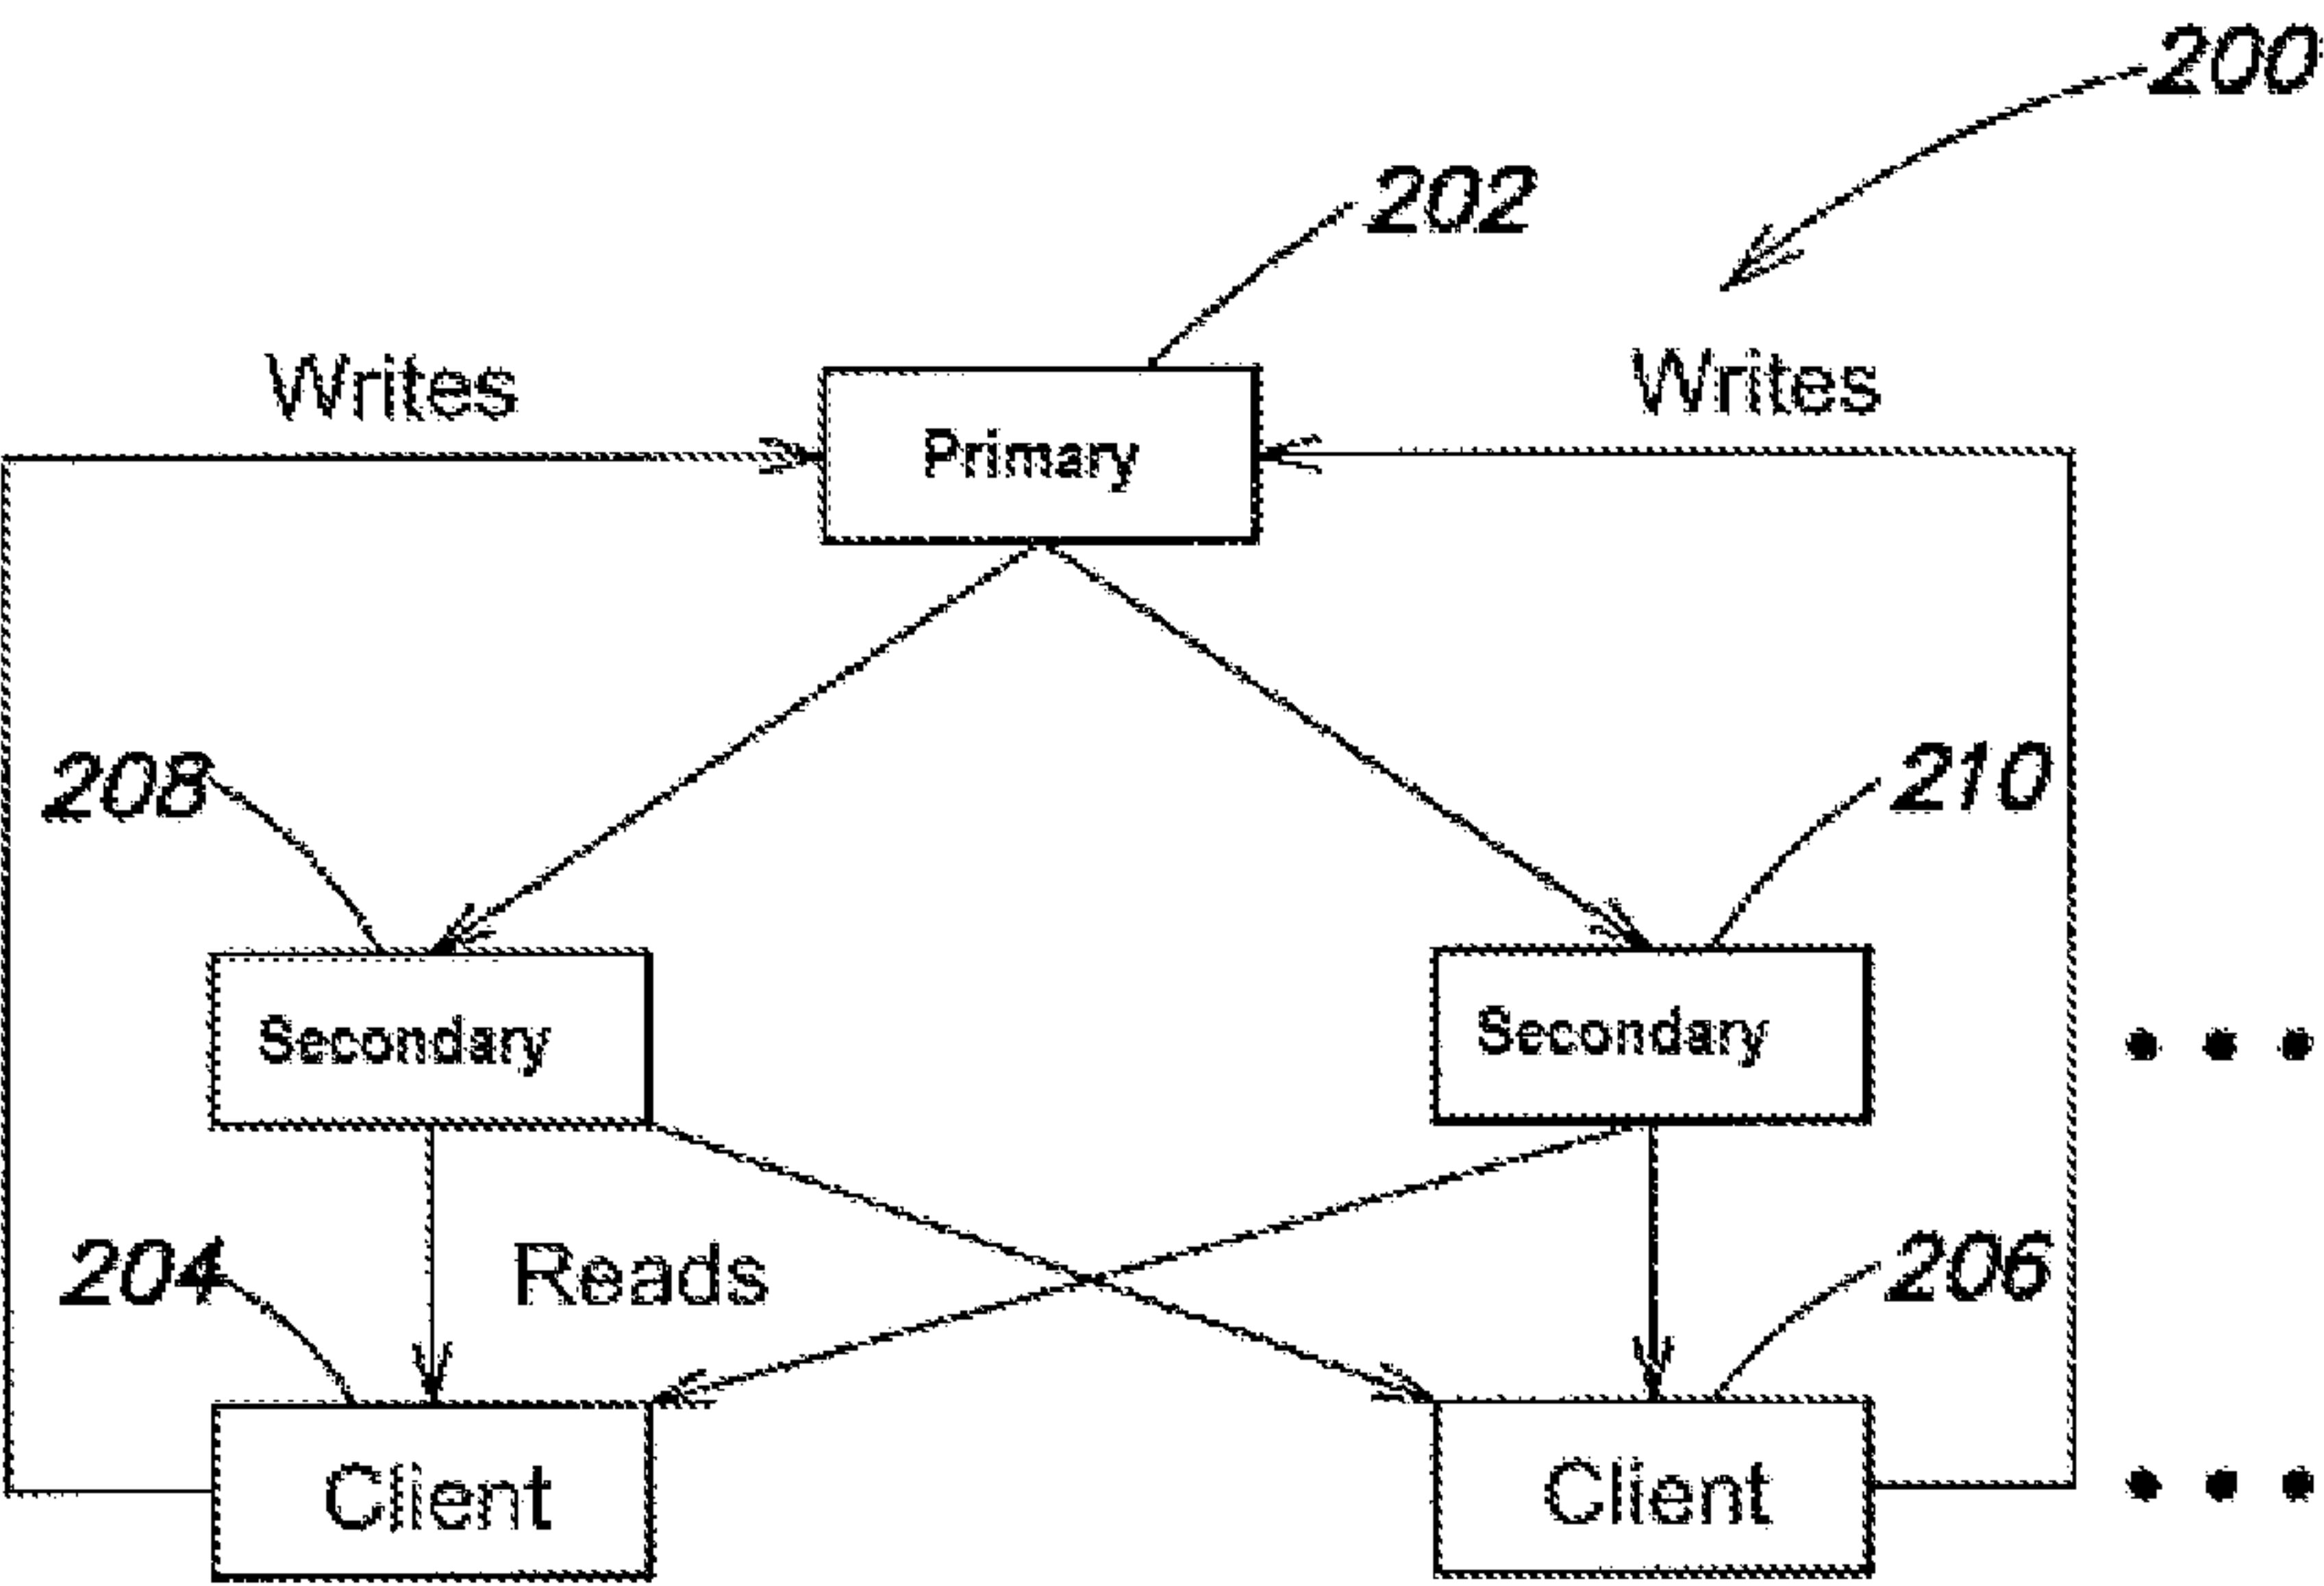 200
202
Writes
Writes
Primary
208
210
Secondary
Secondary
204
Reads
206
Client
Client